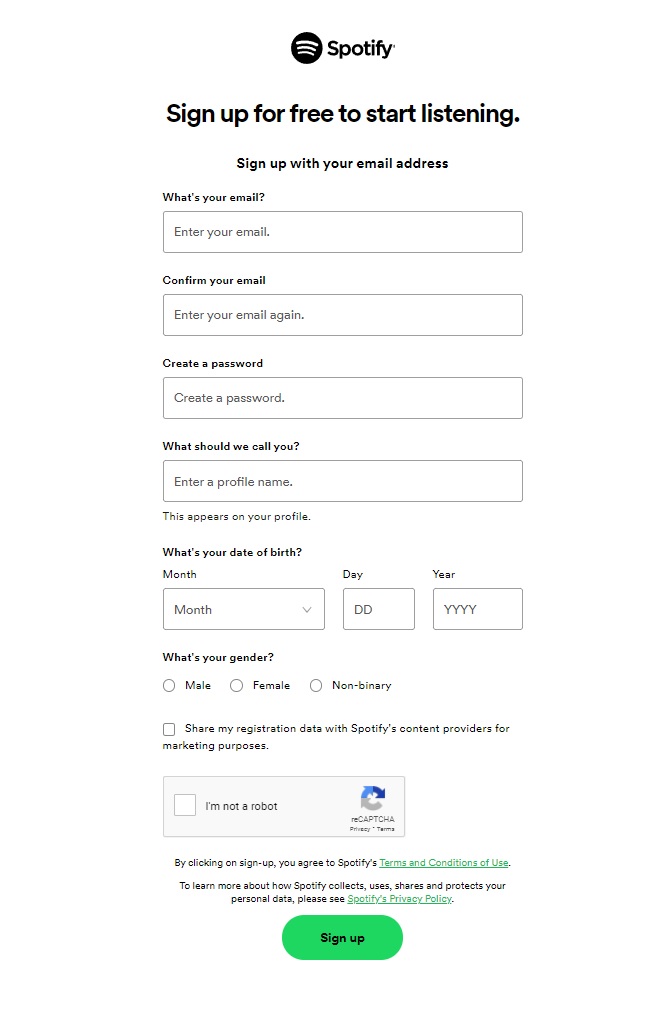 Spotify
Sign up for free to start listening.
Sign up with your email address
What's your email?
Enter your email.
Confirm your email
Enter your email again.
Create a password
Create a password.
What should we call you?
Enter a profile name.
This appears on your profile.
What's your date of birth?
Month Day Year
Month DD YYYY
What's your gender?
Male Female Non-binary
Share my registration data with Spotify's content providers for
marketing purposes.
I'm not a robot
reCAPTCHA
Privacy - Terms
By clicking on sign-up, you agree to Spotify's Terms and Conditions of Use.
To learn more about how Spotify collects, uses, shares and protects your
personal data, please see Spotify's Privacy Policy.
Sign up